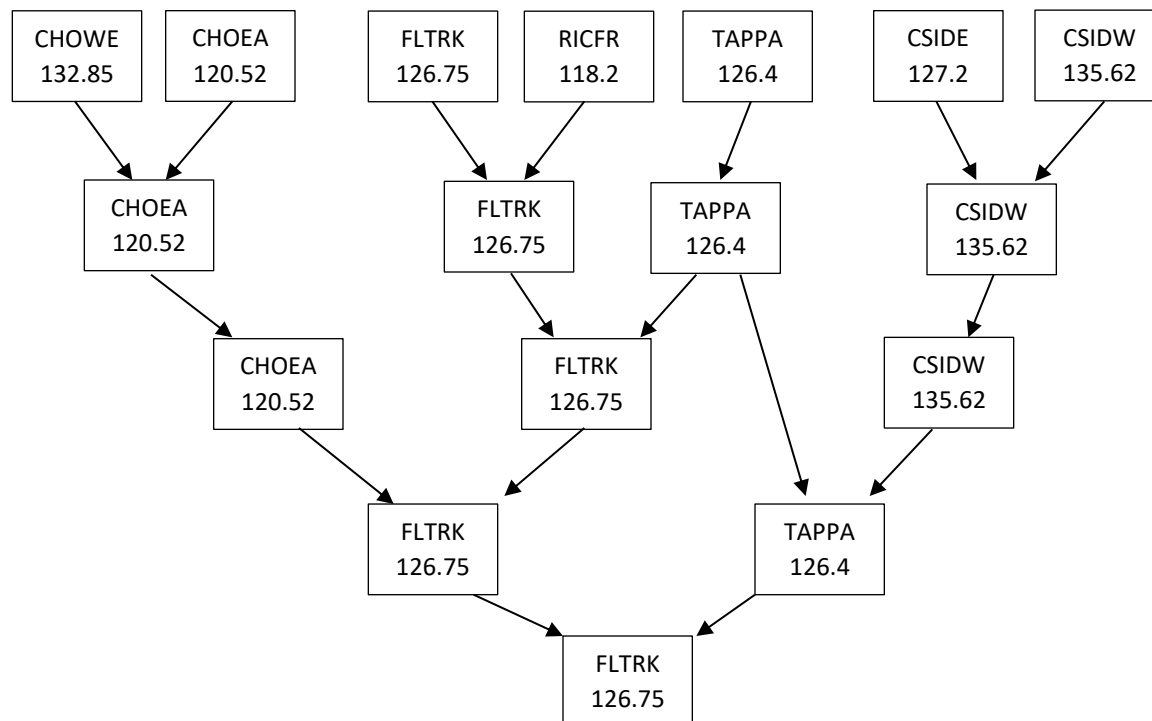 CHOWE
132.85
CHOEA
120.52
FLTRK
126.75
RICFR
118.2
TAPPA
126.4
CSIDE
127.2
CSIDW
135.62
CHOEA
120.52
FLTRK
126.75
TAPPA
126.4
CSIDW
135.62
CHOEA
120.52
FLTRK
126.75
CSIDW
135.62
FLTRK
126.75
TAPPA
126.4
FLTRK
126.75